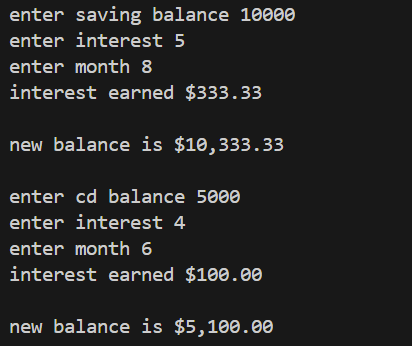 enter saving balance 10000
enter interest 5
enter month 8
interest earned $333.33
new balance is $10,333.33
enter cd balance 5000
enter interest 4
enter month 6
interest earned $100.00
new balance is $5,100.00